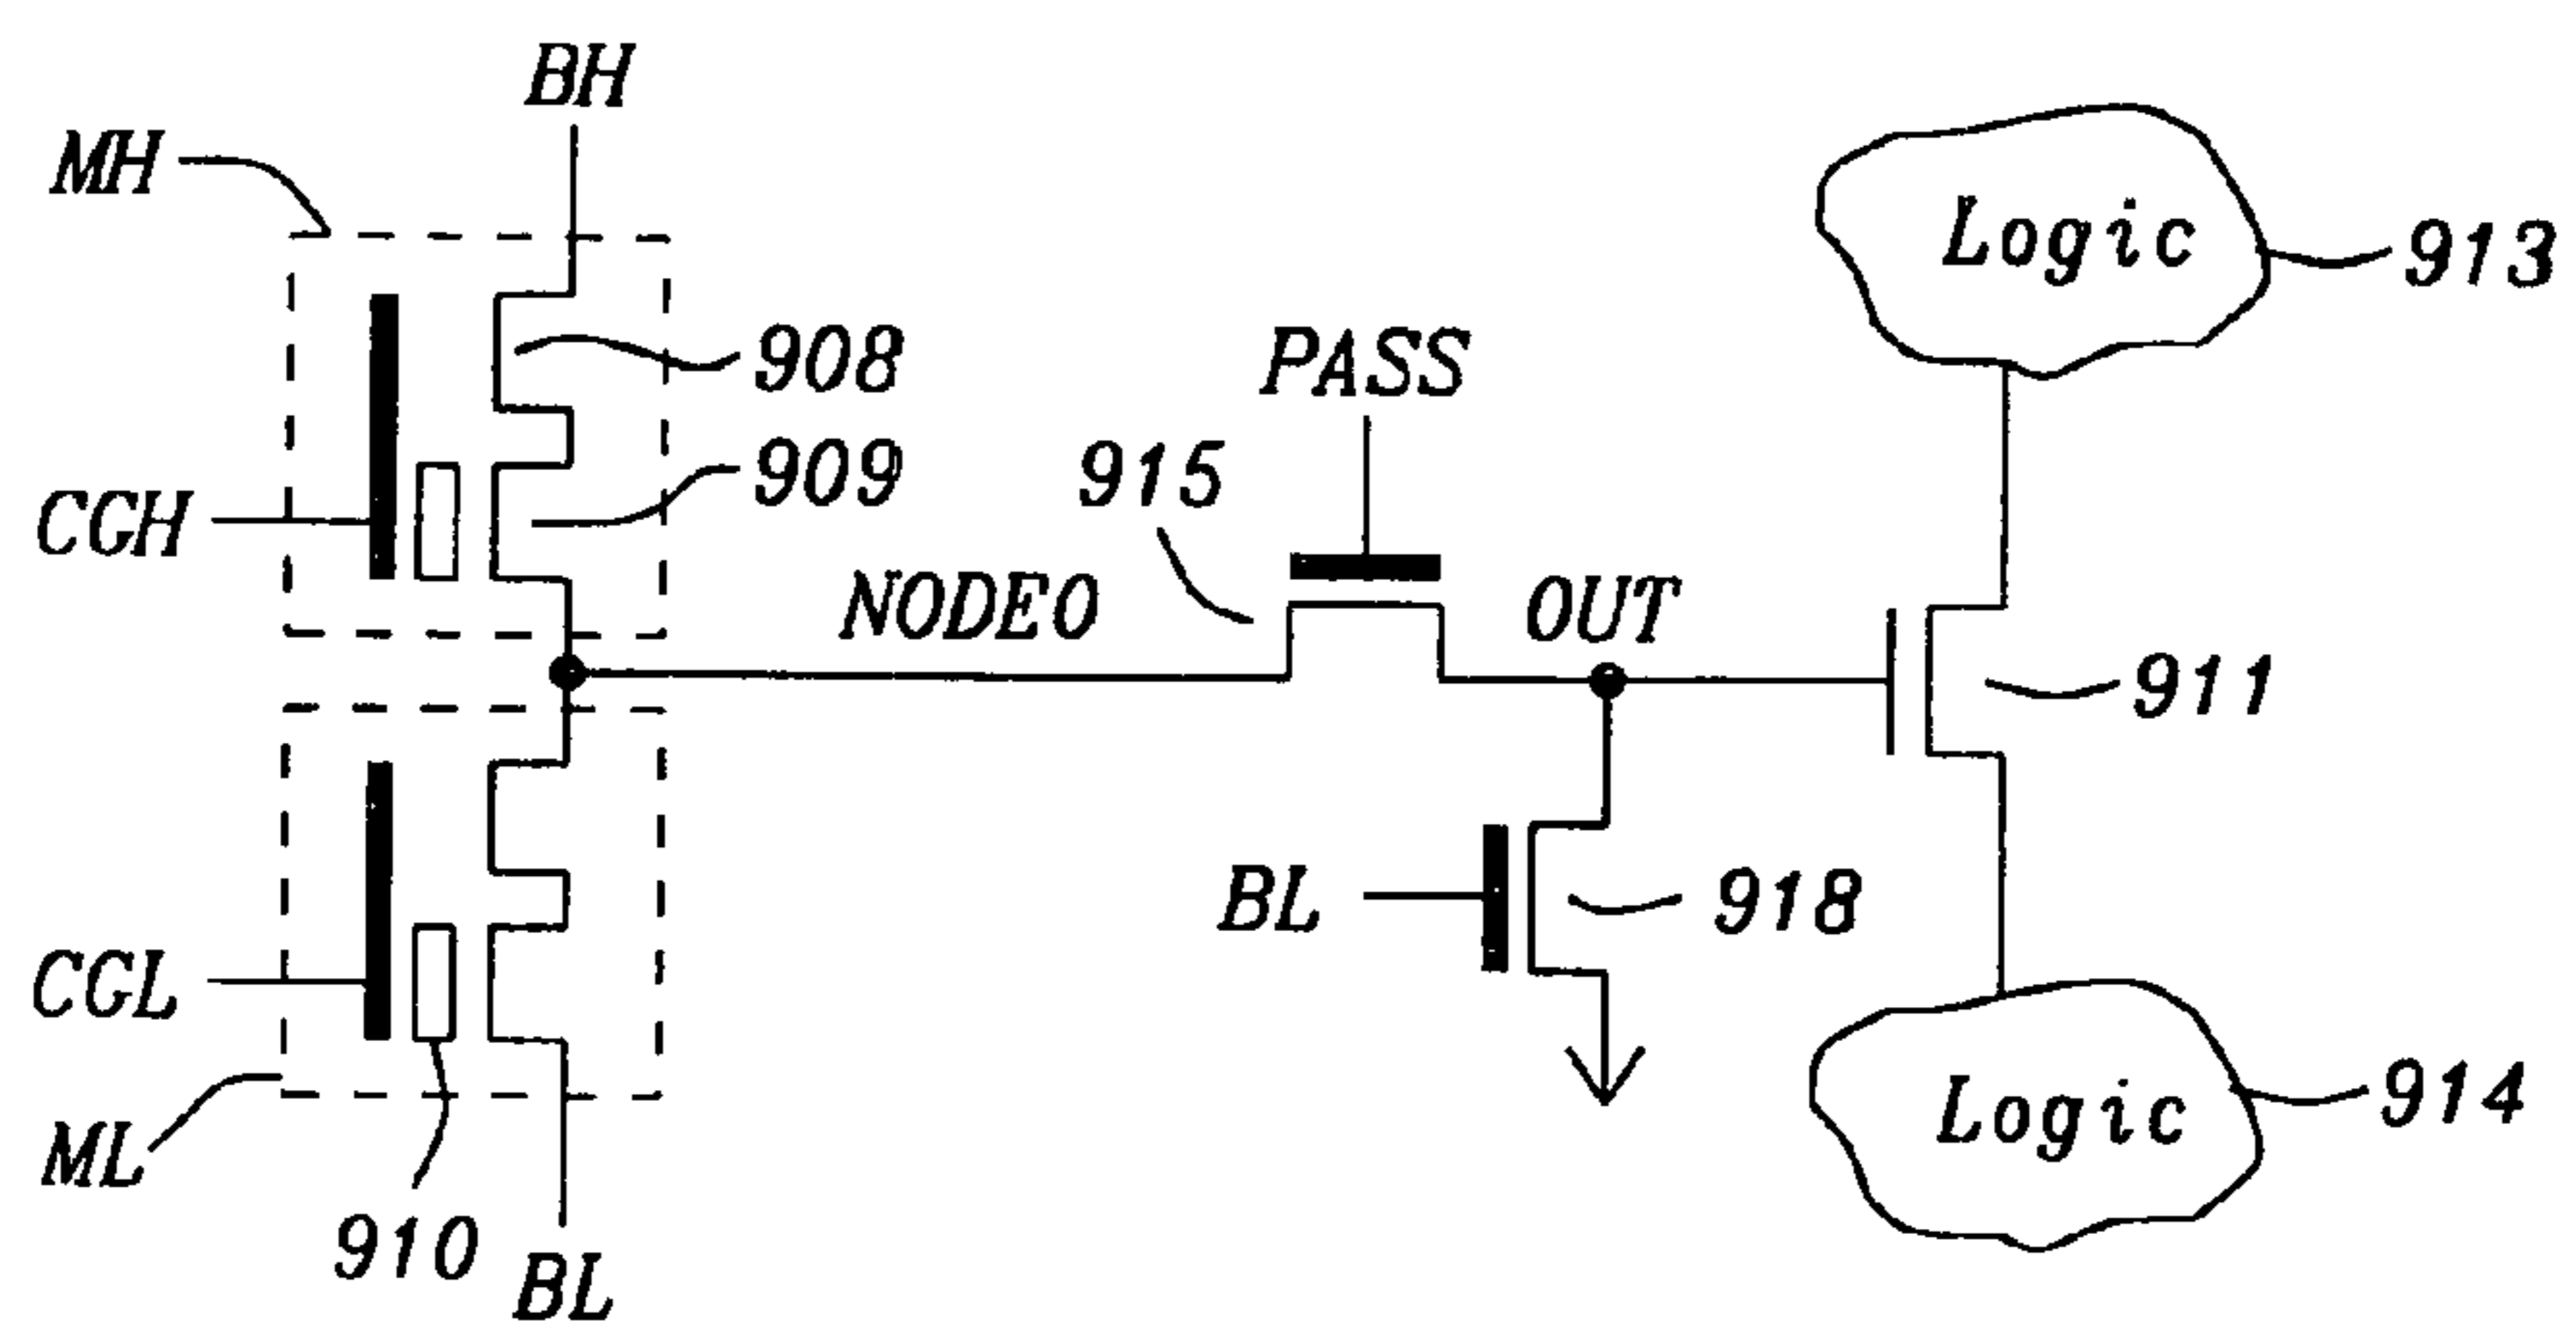 BH
MH
Logic
913
908
PASS
909
915
CGH
NODE0
OUT
911
BL
918
CGL
Logic
914
ML
910
BL